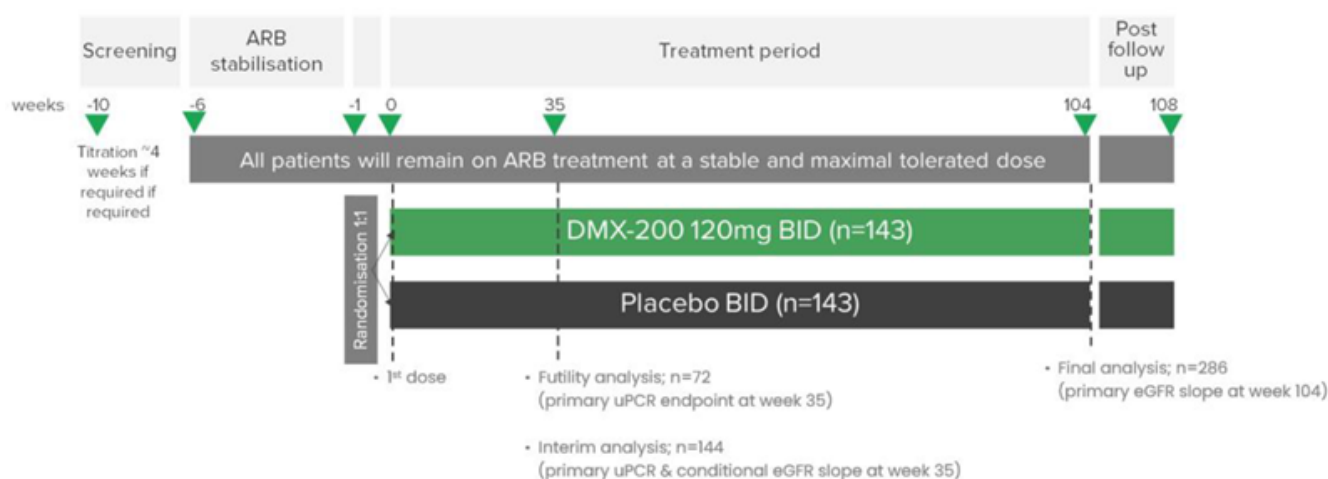 Screening
ARB
stabilisation
Treatment period
Post
follow
up
weeks
-10
-6
-1
0
35
104
108
Titration ~4
weeks if
required if
required
All patients will remain on ARB treatment at a stable and maximal tolerated dose
Randomisation 1:1
DMX-200 120mg BID (n=143)
Placebo BID (n=143)
• 1st dose
• Futility analysis; n=72
(primary uPCR endpoint at week 35)
• Interim analysis; n=144
(primary uPCR & conditional eGFR slope at week 35)
• Final analysis; n=286
(primary eGFR slope at week 104)